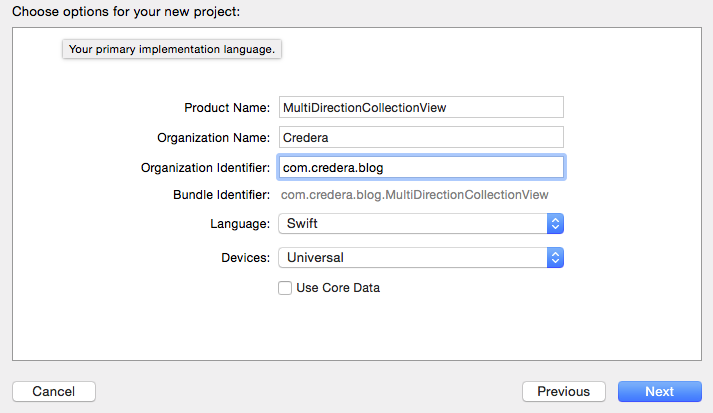 Choose options for your new project:
Your primary implementation language.
Product Name: MultiDirectionCollectionView
Organization Name: Credera
Organization Identifier: com.credera.blog
Bundle Identifier: com.credera.blog.MultiDirectionCollectionView
Language: Swift
Devices: Universal
Use Core Data
Cancel Previous Next